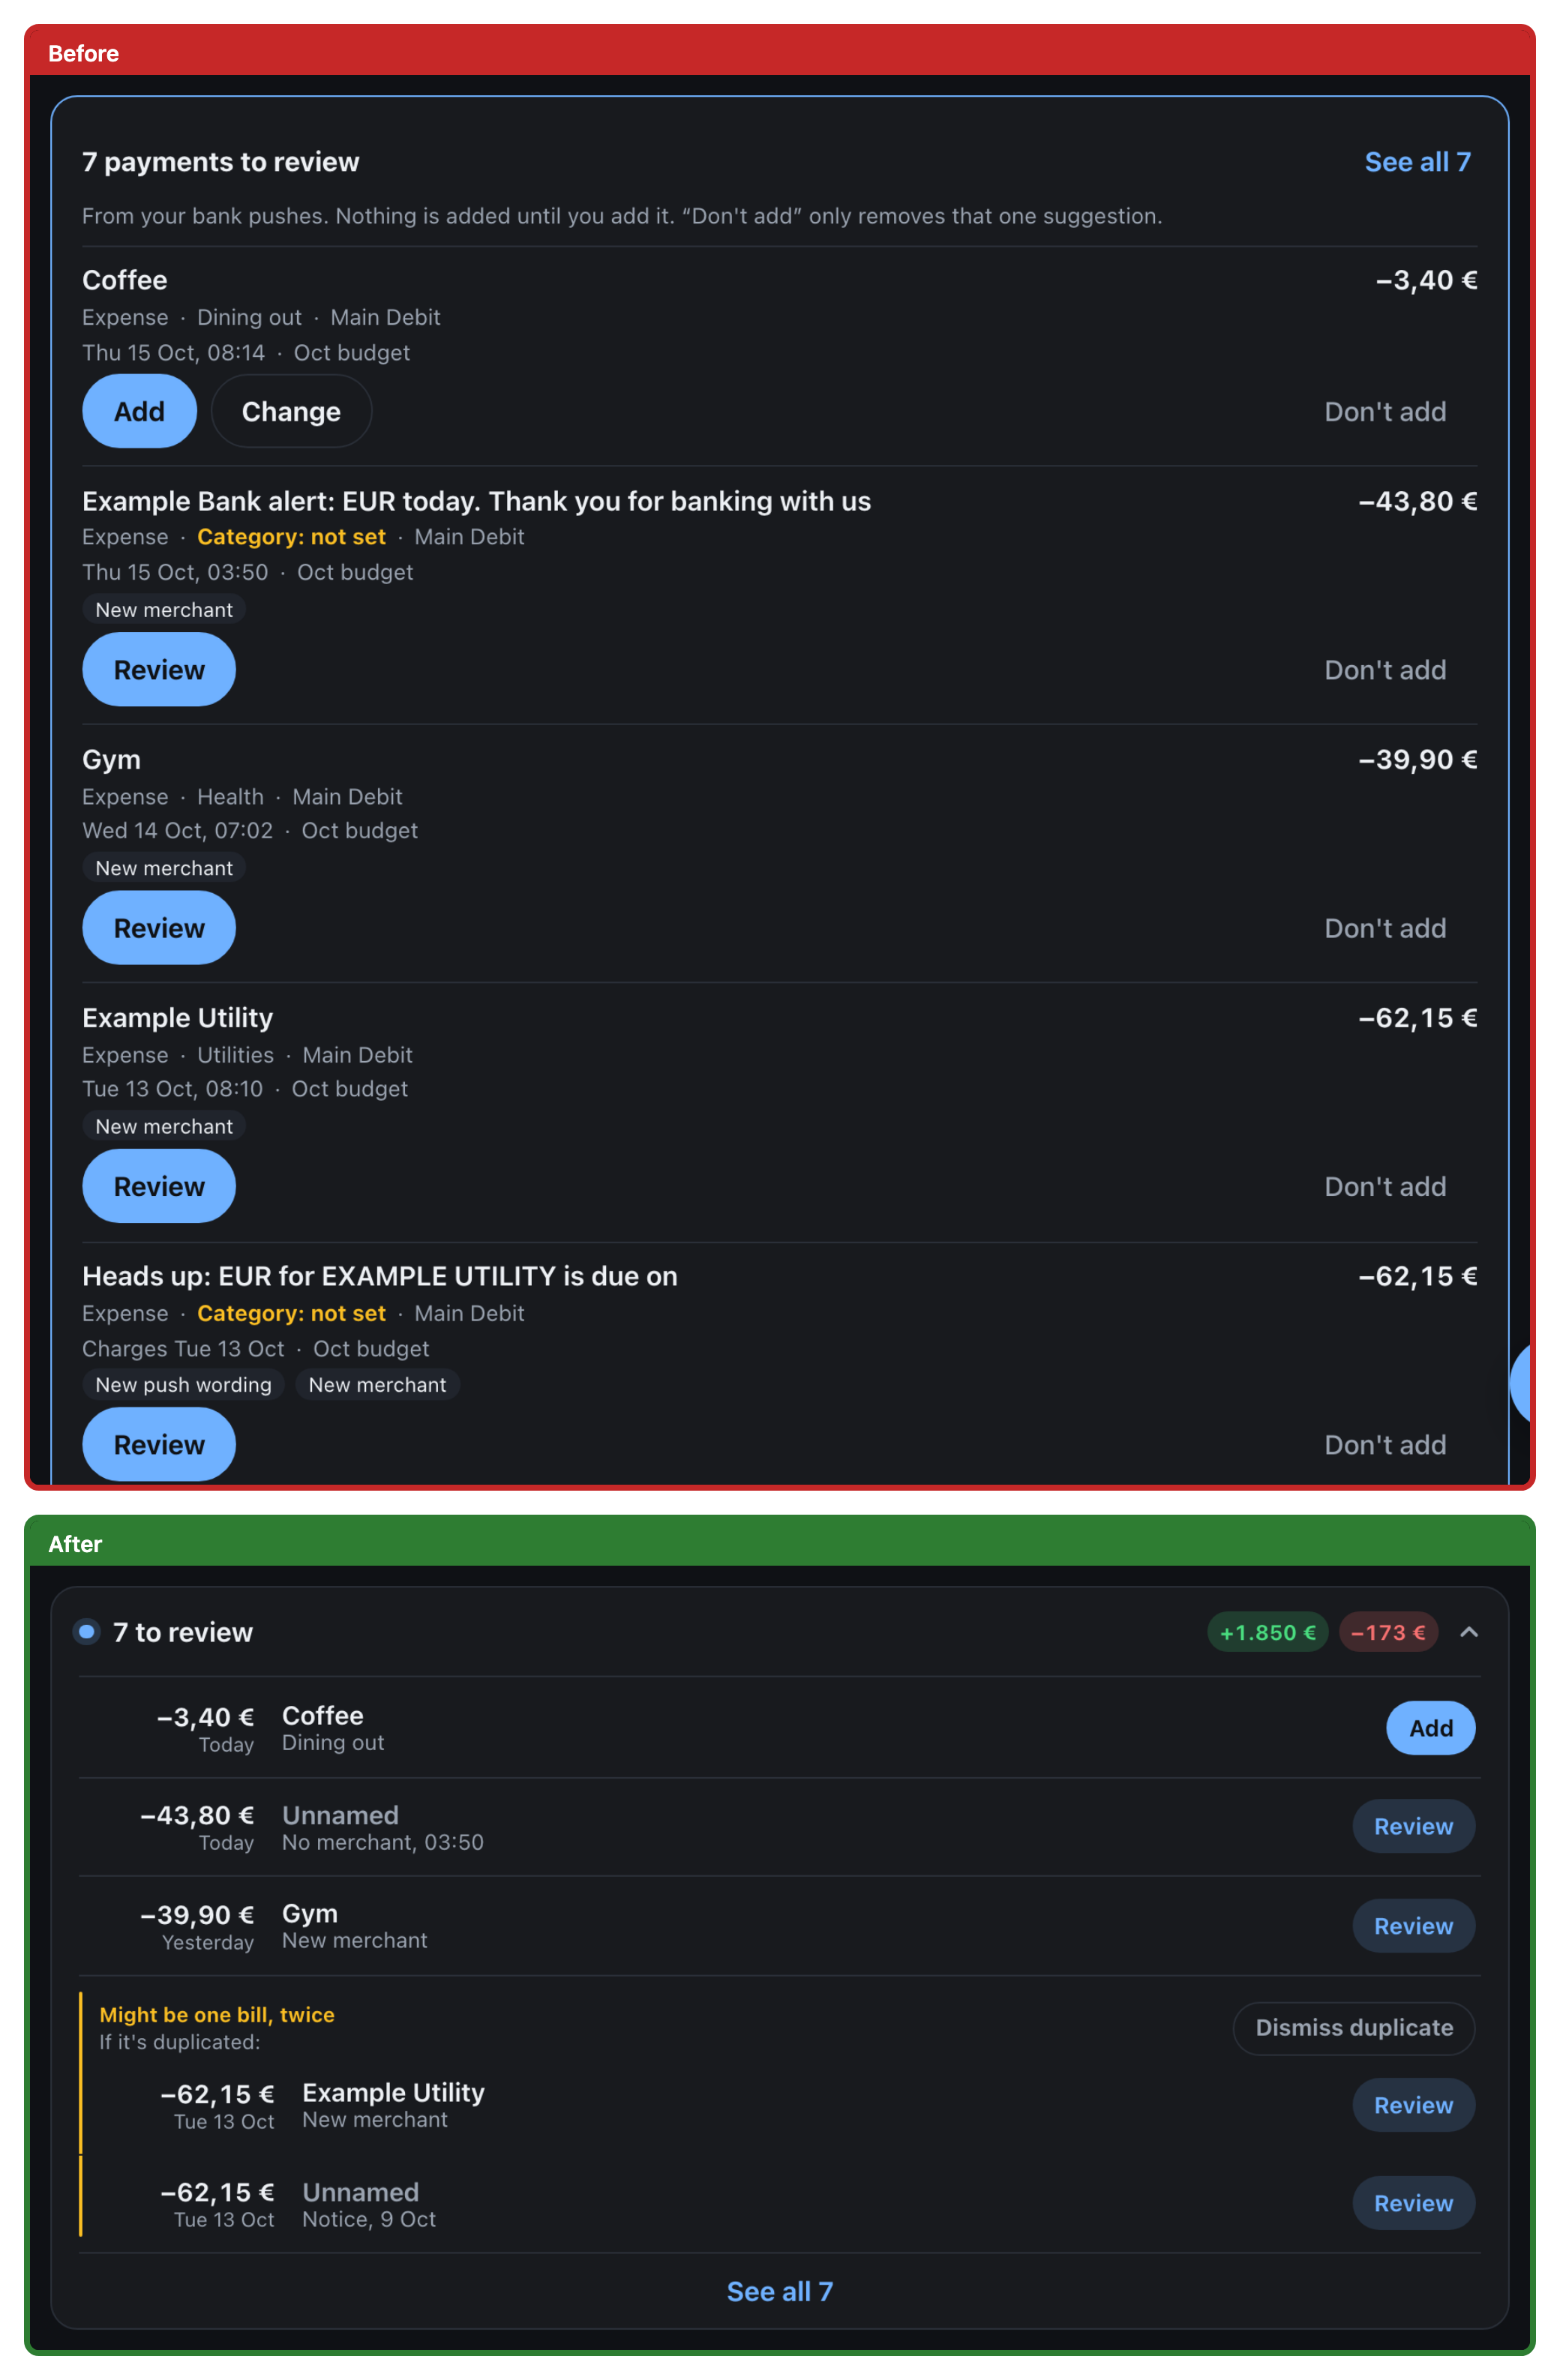 Before
7 payments to review See all 7
From your bank pushes. Nothing is added until you add it. “Don't add” only removes that one suggestion.
Coffee −3,40 €
Expense · Dining out · Main Debit
Thu 15 Oct, 08:14 · Oct budget
Add Change Don't add
Example Bank alert: EUR today. Thank you for banking with us −43,80 €
Expense · Category: not set · Main Debit
Thu 15 Oct, 03:50 · Oct budget
New merchant
Review Don't add
Gym −39,90 €
Expense · Health · Main Debit
Wed 14 Oct, 07:02 · Oct budget
New merchant
Review Don't add
Example Utility −62,15 €
Expense · Utilities · Main Debit
Tue 13 Oct, 08:10 · Oct budget
New merchant
Review Don't add
Heads up: EUR for EXAMPLE UTILITY is due on −62,15 €
Expense · Category: not set · Main Debit
Charges Tue 13 Oct · Oct budget
New push wording New merchant
Review Don't add
After
7 to review +1.850 € −173 €
−3,40 € Coffee
Today Dining out
Add
−43,80 € Unnamed
Today No merchant, 03:50
Review
−39,90 € Gym
Yesterday New merchant
Review
Might be one bill, twice
If it's duplicated:
Dismiss duplicate
−62,15 € Example Utility
Tue 13 Oct New merchant
Review
−62,15 € Unnamed
Tue 13 Oct Notice, 9 Oct
Review
See all 7